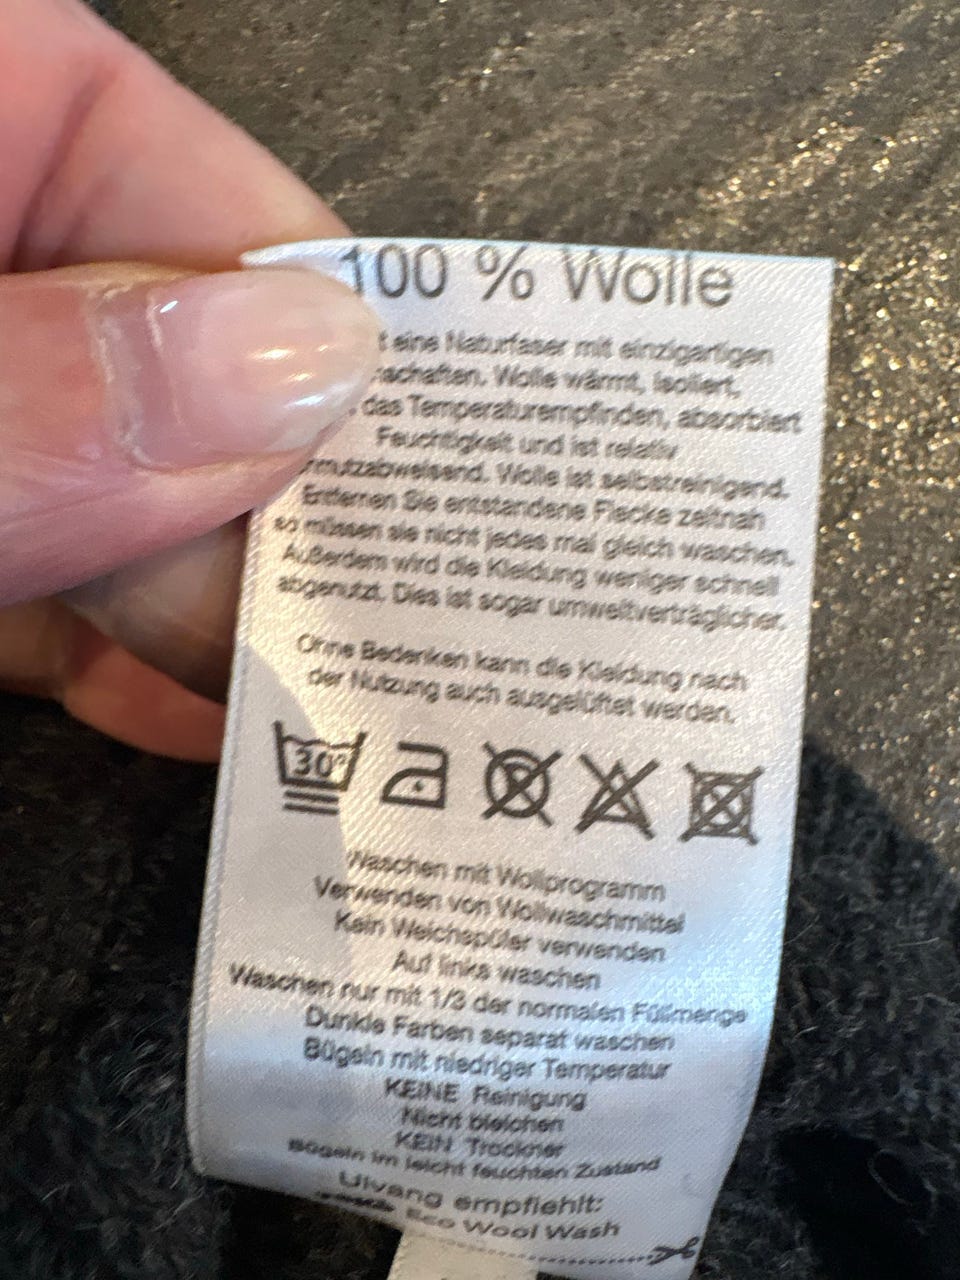 100 % Wolle
eine Naturfaser mit einzigartigen
Wolle wärmt, isoliert,
das Temperaturempfinden, absorbiert
Feuchtigkeit und ist relativ
Wolle ist selbstreinigend.
Entfernen Sie entstandene Flecke zeitnah
so müssen sie nicht jedes mal gleich waschen.
Außerdem wird die Kleidung weniger schnell
abgenutzt. Dies ist sogar umweltverträglicher.
Ohne Bedenken kann die Kleidung nach
der Nutzung auch ausgelüftet werden.
30°
Waschen mit Wollprogramm
Verwenden von Wollwaschmittel
Kein Weichspüler verwenden
Auf links waschen
Waschen nur mit 1/3 der normalen Füllmenge
Dunkle Farben separat waschen
Bügeln mit niedriger Temperatur
KEINE Reinigung
Nicht bleichen
KEIN Trockner
Bügeln im leicht feuchten Zustand
Ulvang empfiehlt:
Eco Wool Wash